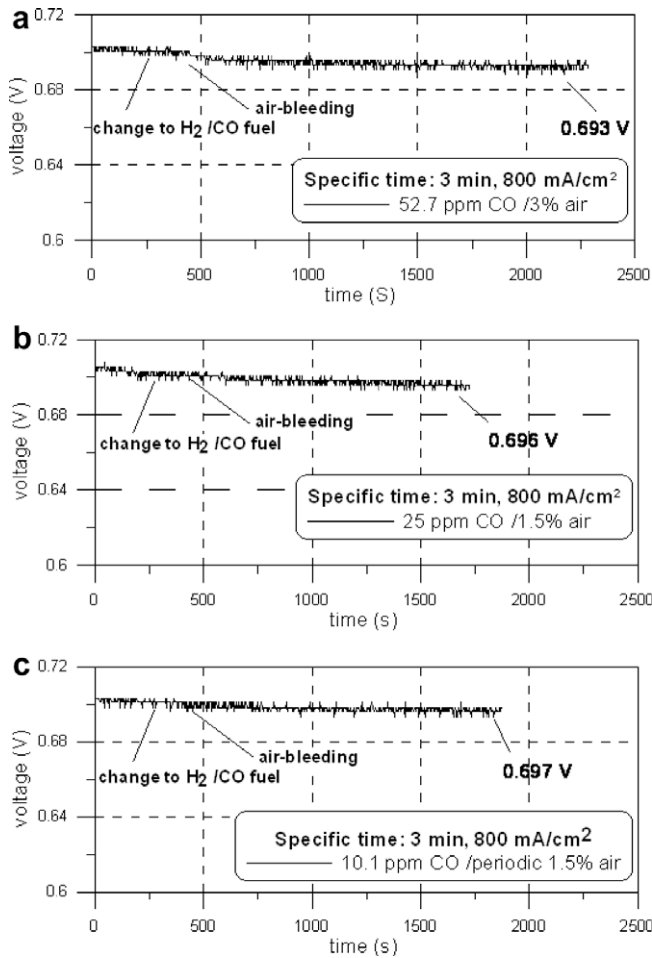 a
0.72
0.68
0.64
0.6
voltage (V)
air-bleeding
change to H2 /CO fuel
0.693 V
Specific time: 3 min, 800 mA/cm2
52.7 ppm CO /3% air
0 500 1000 1500 2000 2500
time (S)
b
0.72
0.68
0.64
0.6
voltage (V)
air-bleeding
change to H2 /CO fuel
0.696 V
Specific time: 3 min, 800 mA/cm2
25 ppm CO /1.5% air
0 500 1000 1500 2000 2500
time (s)
c
0.72
0.68
0.64
0.6
voltage (V)
air-bleeding
change to H2 /CO fuel
0.697 V
Specific time: 3 min, 800 mA/cm2
10.1 ppm CO /periodic 1.5% air
0 500 1000 1500 2000 2500
time (s)